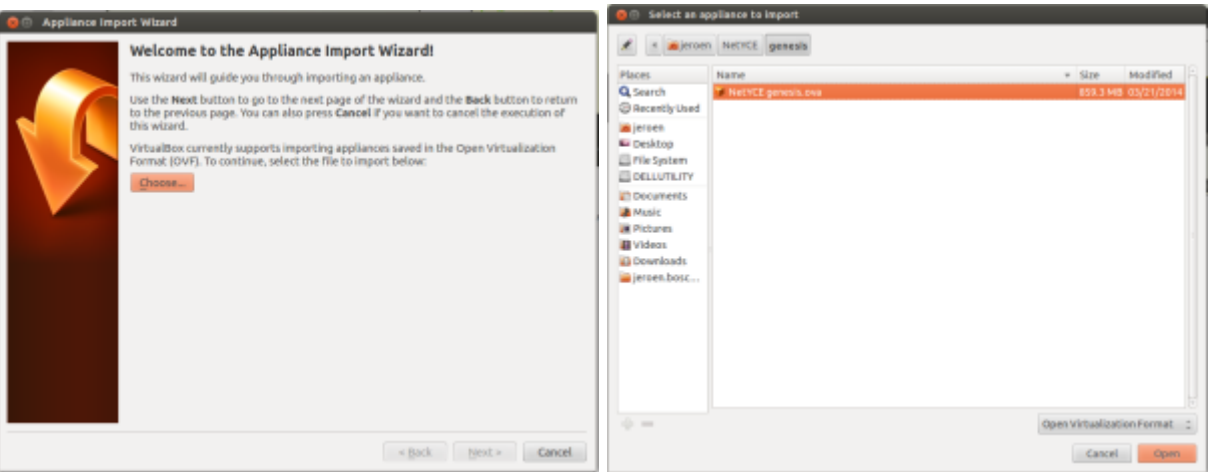 Appliance Import Wizard
Welcome to the Appliance Import Wizard!
This wizard will guide you through importing an appliance.
Use the Next button to go to the next page of the wizard and the Back button to return
to the previous page. You can also press Cancel if you want to cancel the execution of
this wizard.
VirtualBox currently supports importing appliances saved in the Open Virtualization
Format (OVF). To continue, select the file to import below:
Choose...
< Back Next > Cancel
Select an appliance to import
jeroen NetYCE genesis
Places Name Size Modified
Search NetYCE genesis.ova 859.3 MB 03/21/2014
Recently Used
jeroen
Desktop
File System
DELLUTILITY
Documents
Music
Pictures
Videos
Downloads
jeroen.bosc...
Open Virtualization Format
Cancel Open